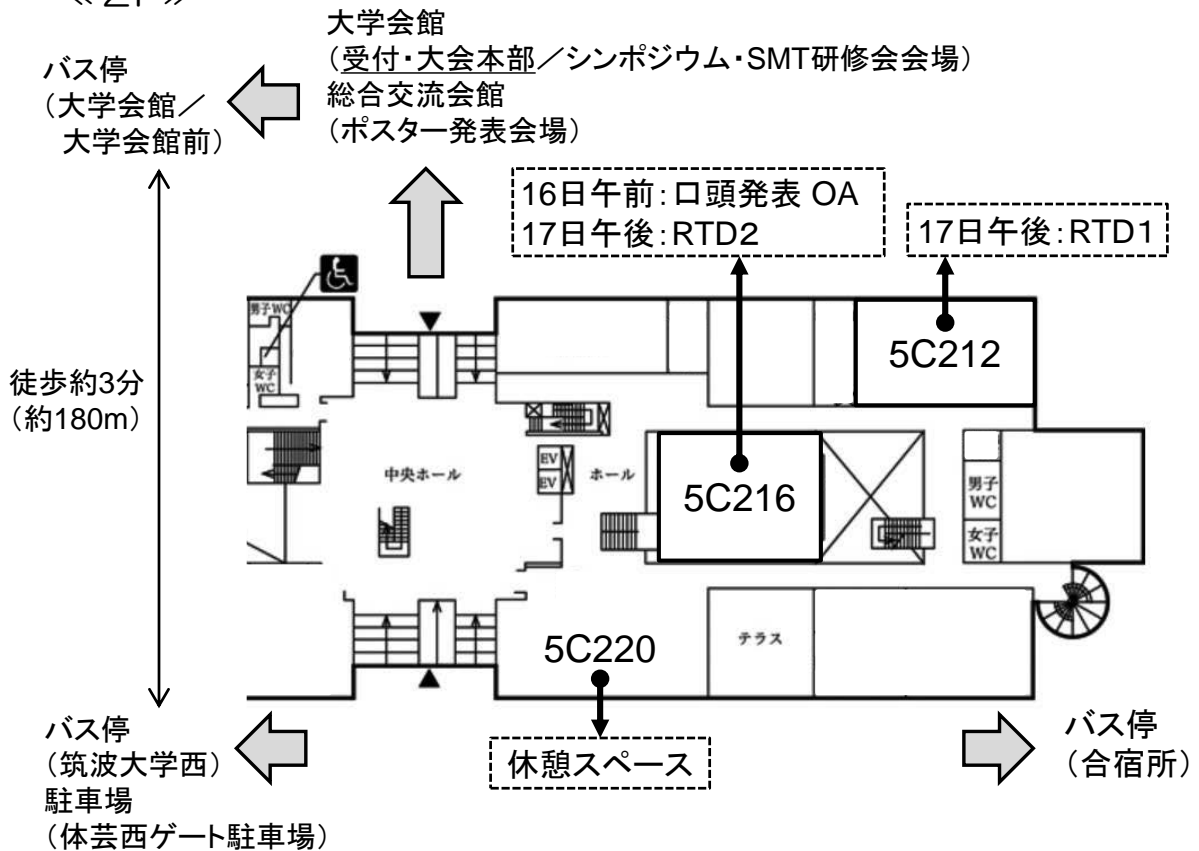 ≪2F≫
大学会館
（受付・大会本部／シンポジウム・SMT研修会会場）
総合交流会館
（ポスター発表会場）
バス停
（大学会館／
大学会館前）
16日午前：口頭発表 OA
17日午後：RTD2
17日午後：RTD1
男子WC
女子
WC
5C212
徒歩約3分
（約180m）
中央ホール
EV
EV
ホール
5C216
男子
WC
女子
WC
5C220
テラス
休憩スペース
バス停
（筑波大学西）
駐車場
（体芸西ゲート駐車場）
バス停
（合宿所）